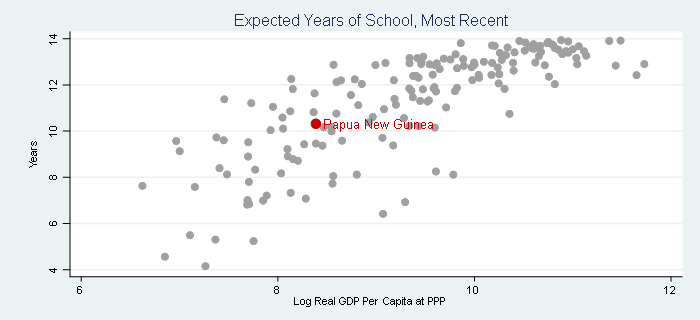 Expected Years of School, Most Recent
14
12
10
8
6
4
Years
Papua New Guinea
6
8
10
12
Log Real GDP Per Capita at PPP